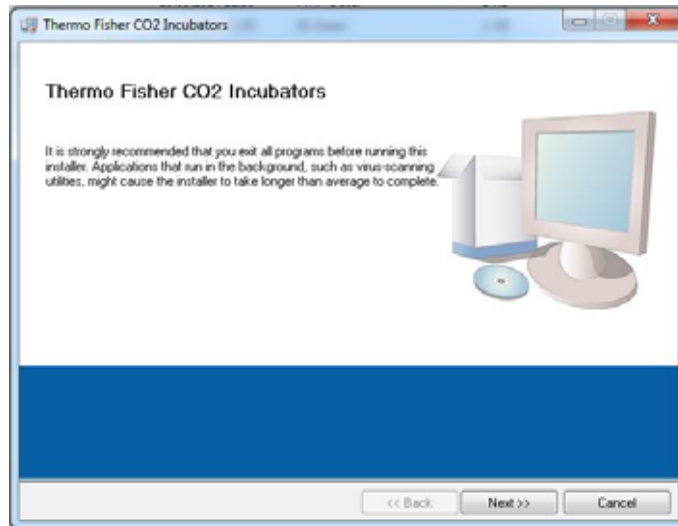 Thermo Fisher CO2 Incubators
Thermo Fisher CO2 Incubators
It is strongly recommended that you exit all programs before running this
installer. Applications that run in the background, such as virus-scanning
utilities, might cause the installer to take longer than average to complete.
<< Back
Next >>
Cancel